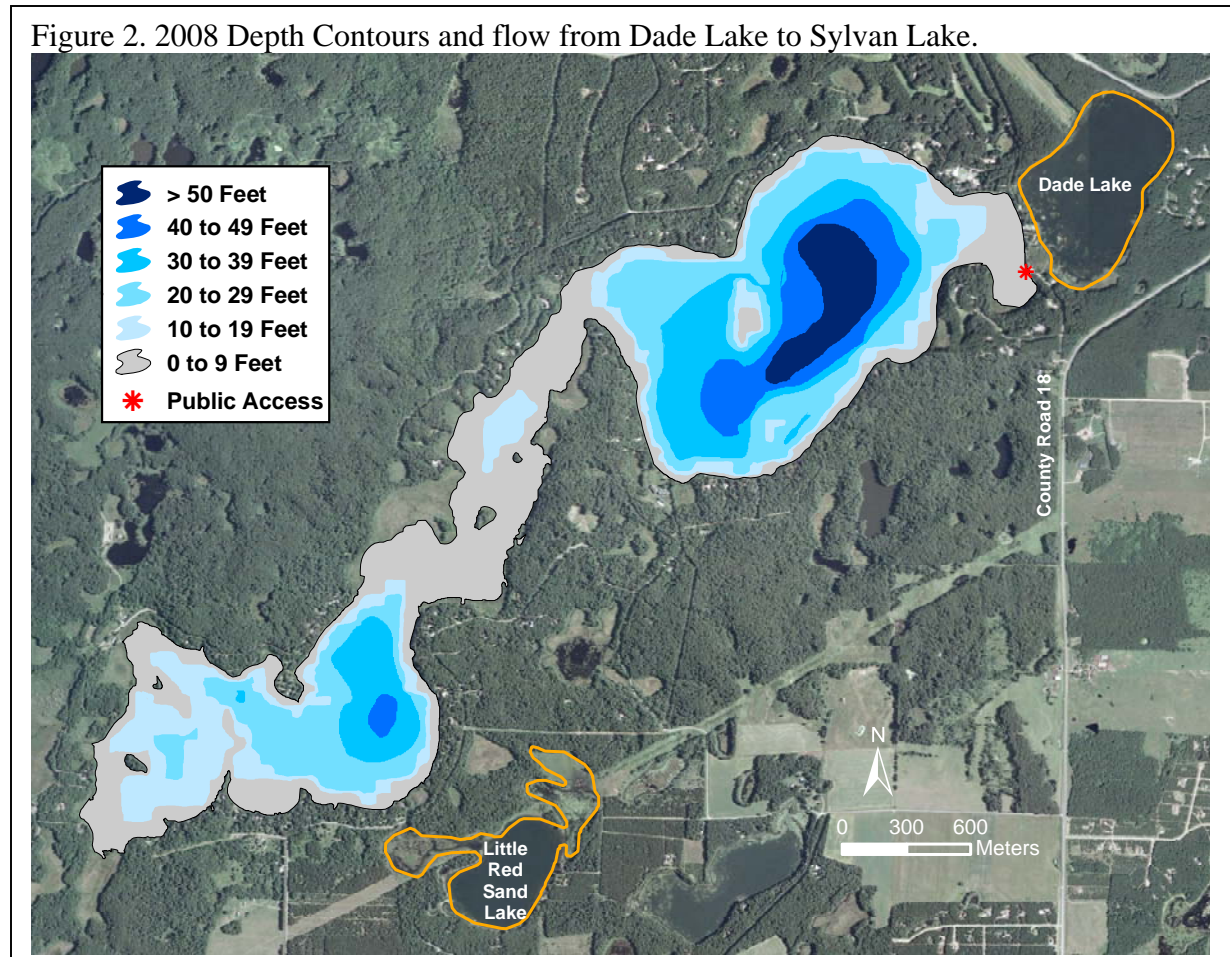 Figure 2. 2008 Depth Contours and flow from Dade Lake to Sylvan Lake.
> 50 Feet
40 to 49 Feet
30 to 39 Feet
20 to 29 Feet
10 to 19 Feet
0 to 9 Feet
Public Access
Dade Lake
County Road 18
N
0 300 600
Meters
Little
Red
Sand
Lake